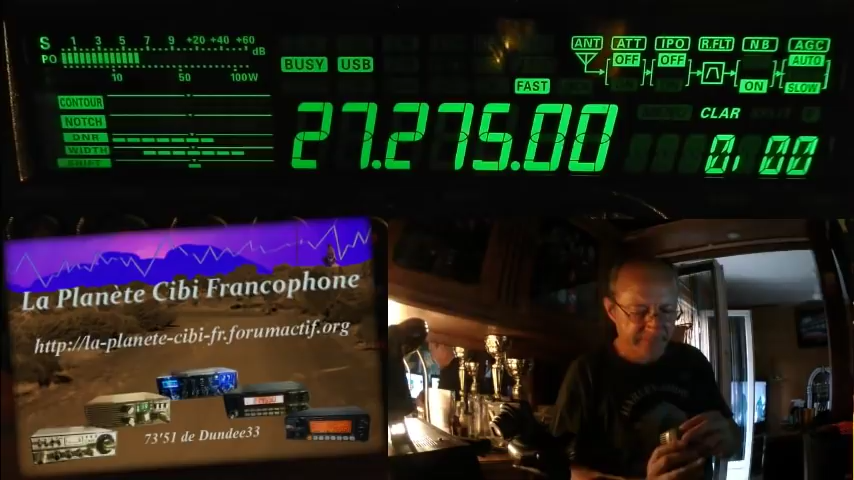 S 1 3 5 7 9 +20 +40 +60 dB
PO
10 50 100W
BUSY USB
FAST
ANT ATT IPO R.FLT NB AGC
OFF OFF AUTO
ON SLOW
CONTOUR
NOTCH
DNR
WIDTH
SHIFT
27.275.00
CLAR
0. 00
La Planète Cibi Francophone
http://la-planete-cibi-fr.forumactif.org
73'51 de Dundee33